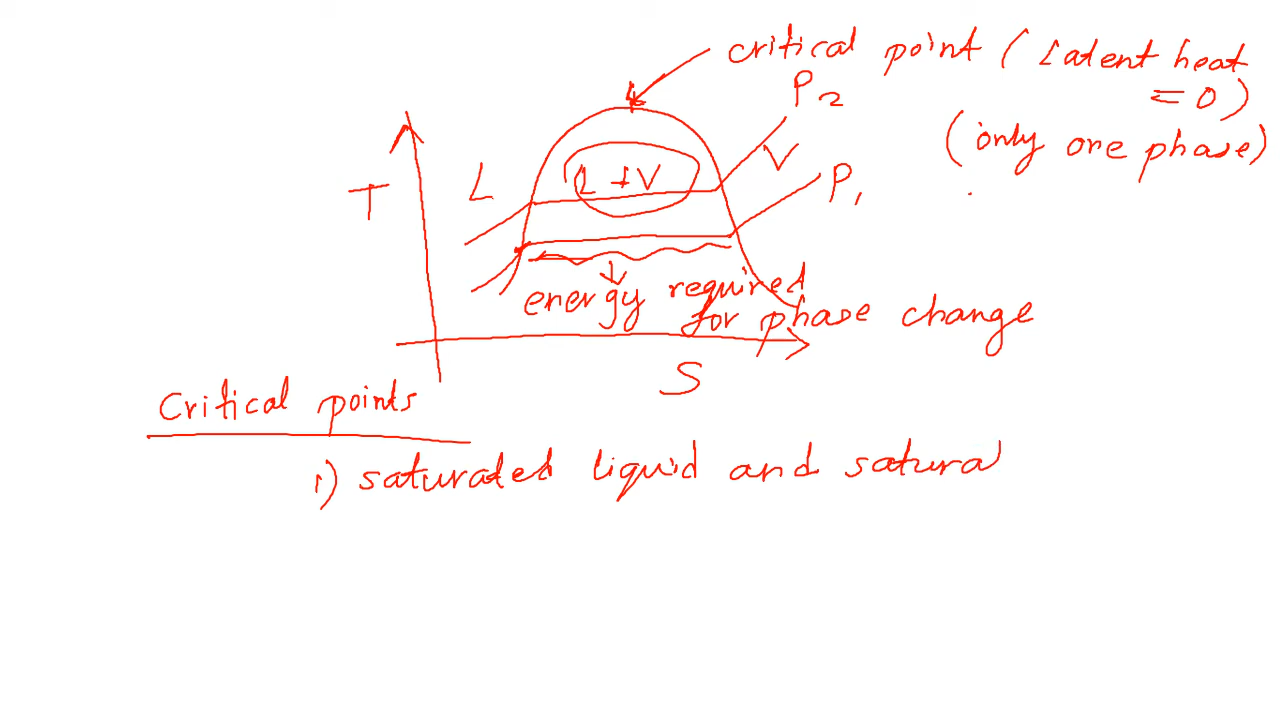 critical point ( Latent heat
= 0 )
P2
(only one phase)
V
L
L + V
P1
T
energy required
for phase change
S
Critical points
1) saturated liquid and satura